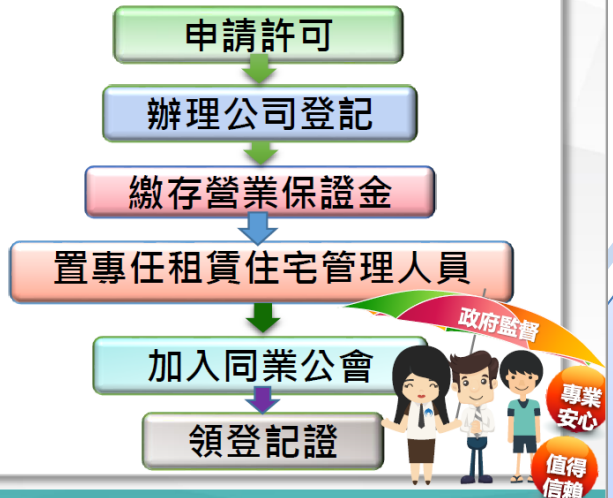 申請許可
辦理公司登記
繳存營業保證金
置專任租賃住宅管理人員
加入同業公會
領登記證
政府監督
專業
安心
值得
信賴